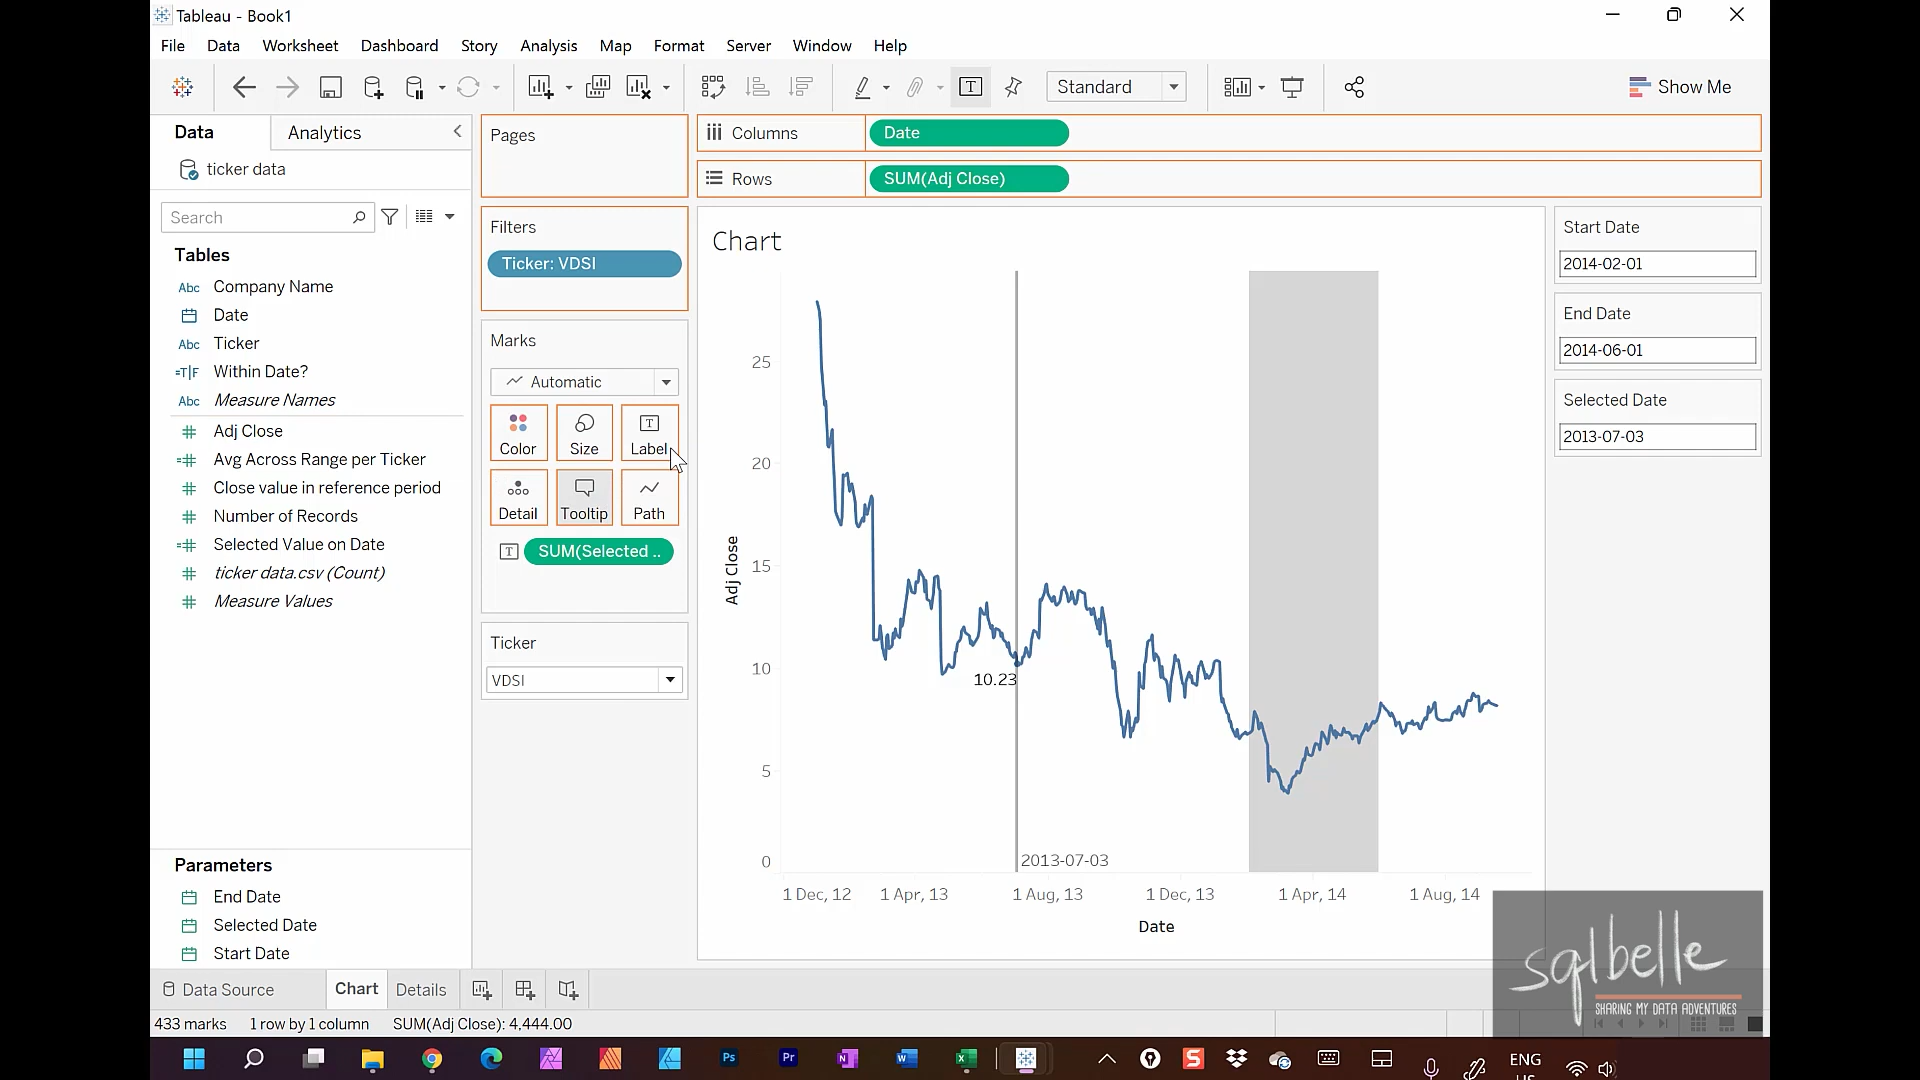 Tableau - Book1
File Data Worksheet Dashboard Story Analysis Map Format Server Window Help
Standard
Show Me
Data
Analytics
ticker data
Search
Tables
Abc Company Name
Date
Abc Ticker
=T|F Within Date?
Abc Measure Names
Adj Close
Avg Across Range per Ticker
Close value in reference period
Number of Records
Selected Value on Date
ticker data.csv (Count)
Measure Values
Parameters
End Date
Selected Date
Start Date
Pages
Filters
Ticker: VDSI
Marks
Automatic
Color Size Label
Detail Tooltip Path
SUM(Selected ..
Ticker
VDSI
Columns Date
Rows SUM(Adj Close)
Chart
25
20
15
10
5
0
Adj Close
10.23
2013-07-03
1 Dec, 12 1 Apr, 13 1 Aug, 13 1 Dec, 13 1 Apr, 14 1 Aug, 14
Date
Start Date
2014-02-01
End Date
2014-06-01
Selected Date
2013-07-03
sqlbelle
SHARING MY DATA ADVENTURES
Data Source Chart Details
433 marks 1 row by 1 column SUM(Adj Close): 4,444.00
Ps Pr N W X S
ENG
US